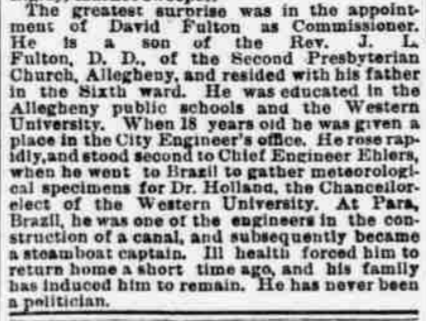 The greatest surprise was in the appoint-
ment of David Fulton as Commissioner.
He is a son of the Rev. J. L.
Fulton, D. D., of the Second Presbyterian
Church, Allegheny, and resided with his father
in the Sixth ward. He was educated in the
Allegheny public schools and the Western
University. When 18 years old he was given a
place in the City Engineer's office. He rose rap-
idly, and stood second to Chief Engineer Ehlers,
when he went to Brazil to gather meteorologi-
cal specimens for Dr. Holland, the Chancellor-
elect of the Western University. At Para,
Brazil, he was one of the engineers in the con-
struction of a canal, and subsequently became
a steamboat captain. Ill health forced him to
return home a short time ago, and his family
has induced him to remain. He has never been
a politician.